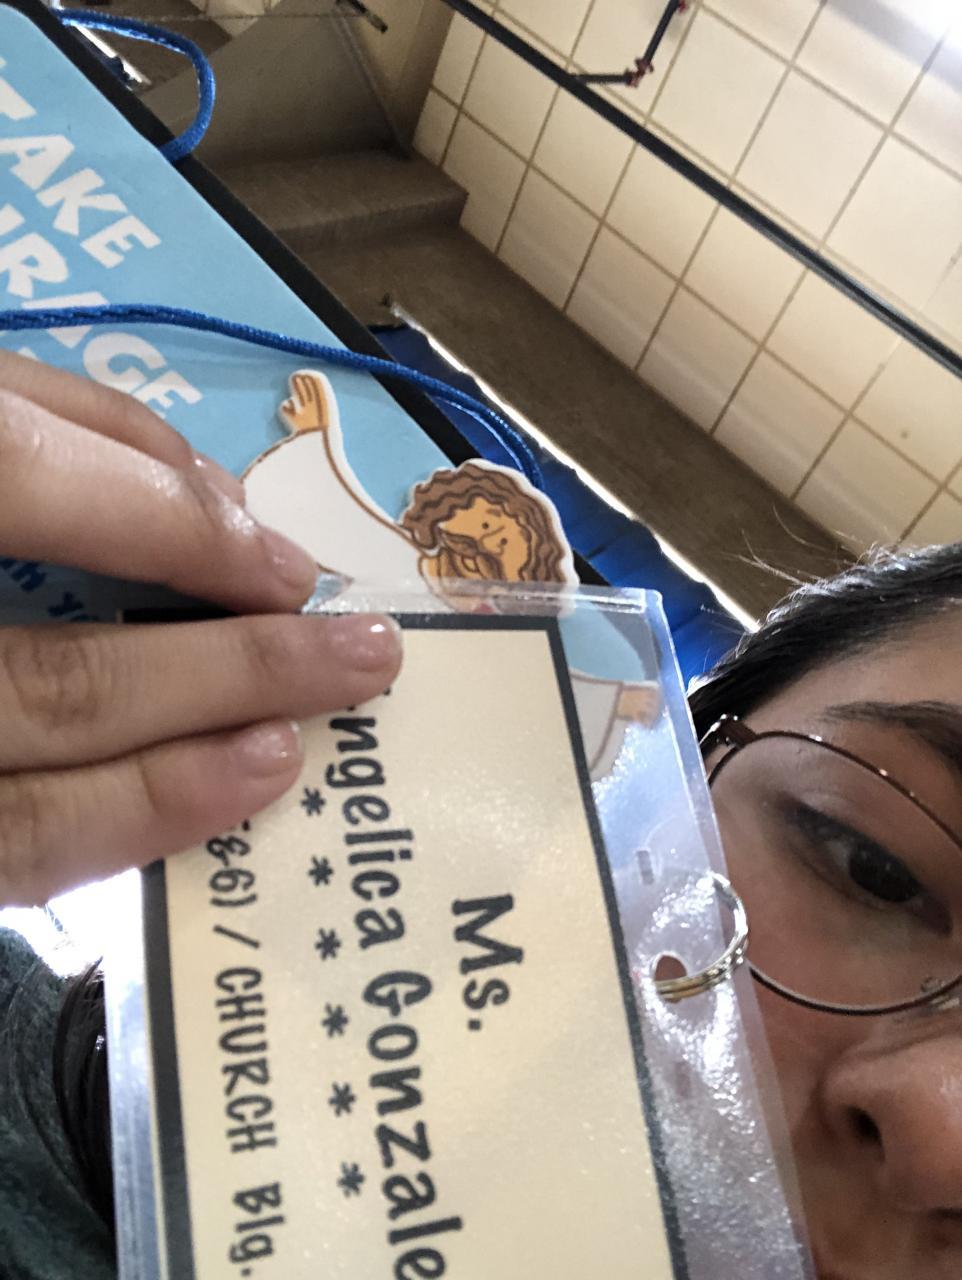 TAKE
Ms.
ngelica Gonzale
* * * * * *
&6) / CHURCH Blg.